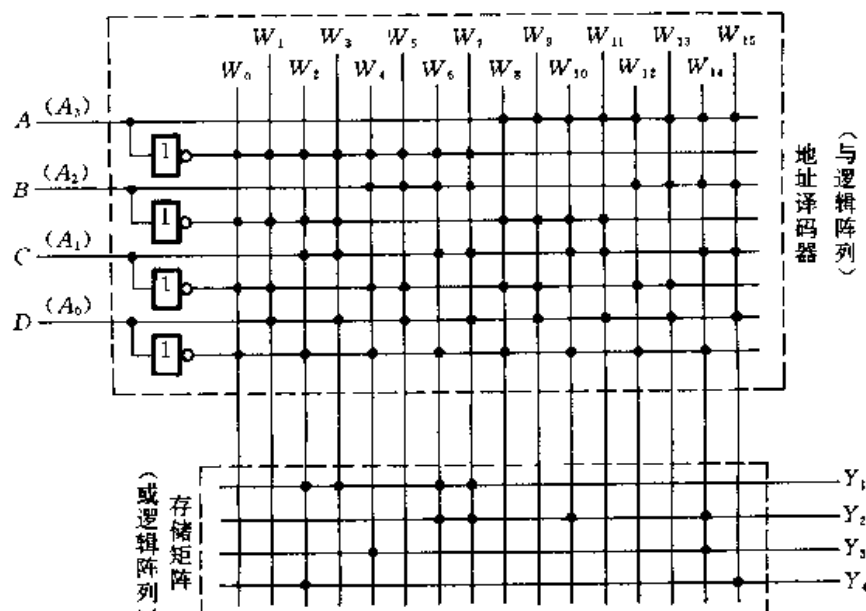 W₁ W₃ W₅ W₇ W₉ W₁₁ W₁₃ W₁₅
W₀ W₂ W₄ W₆ W₈ W₁₀ W₁₂ W₁₄
A (A₃)
1
B (A₂)
1
C (A₁)
1
D (A₀)
1
地址译码器
(与逻辑阵列)
存储矩阵
(或逻辑阵列)
Y₁
Y₂
Y₃
Y₄